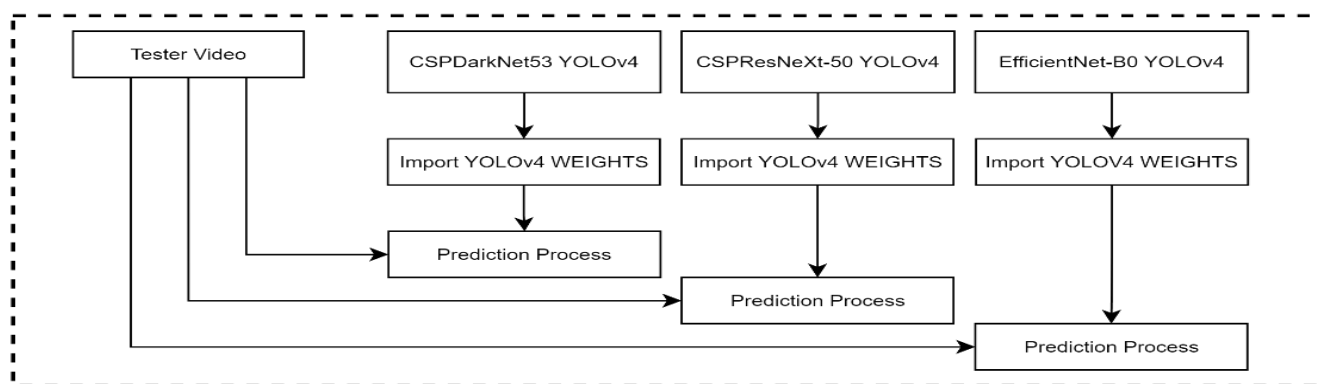 Tester Video
CSPDarkNet53 YOLOv4
CSPResNeXt-50 YOLOv4
EfficientNet-B0 YOLOv4
Import YOLOv4 WEIGHTS
Import YOLOv4 WEIGHTS
Import YOLOV4 WEIGHTS
Prediction Process
Prediction Process
Prediction Process